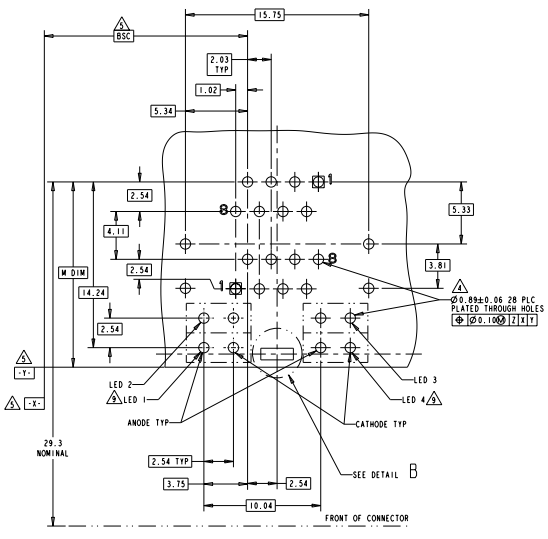 15.75
5
BSC
2.03
TYP
1.02
5.34
1
2.54
8
5.33
4.11
8
3.81
M DIM
2.54
1
4
14.24
Ø0.89±0.06 28 PLC
PLATED THROUGH HOLES
⌖ Ø0.10Ⓜ Z X Y
2.54
5
-Y-
LED 2
LED 3
5 -X-
9 LED 1
LED 4 9
ANODE TYP
CATHODE TYP
29.3
NOMINAL
2.54 TYP
SEE DETAIL B
3.75
2.54
10.04
FRONT OF CONNECTOR